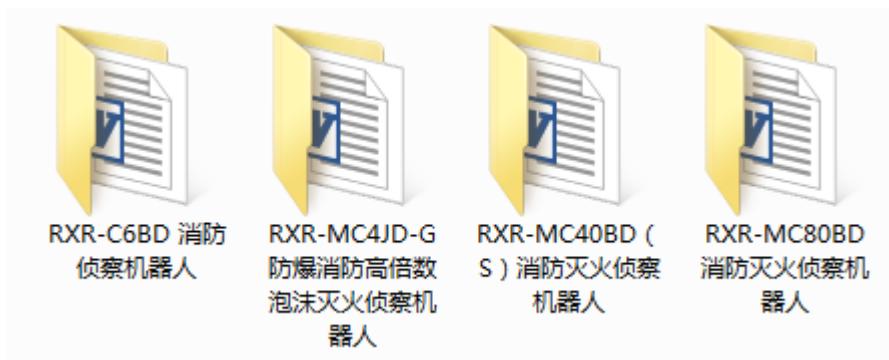 RXR-C6BD 消防
侦察机器人
RXR-MC4JD-G
防爆消防高倍数
泡沫灭火侦察机
器人
RXR-MC40BD（
S）消防灭火侦察
机器人
RXR-MC80BD
消防灭火侦察机
器人